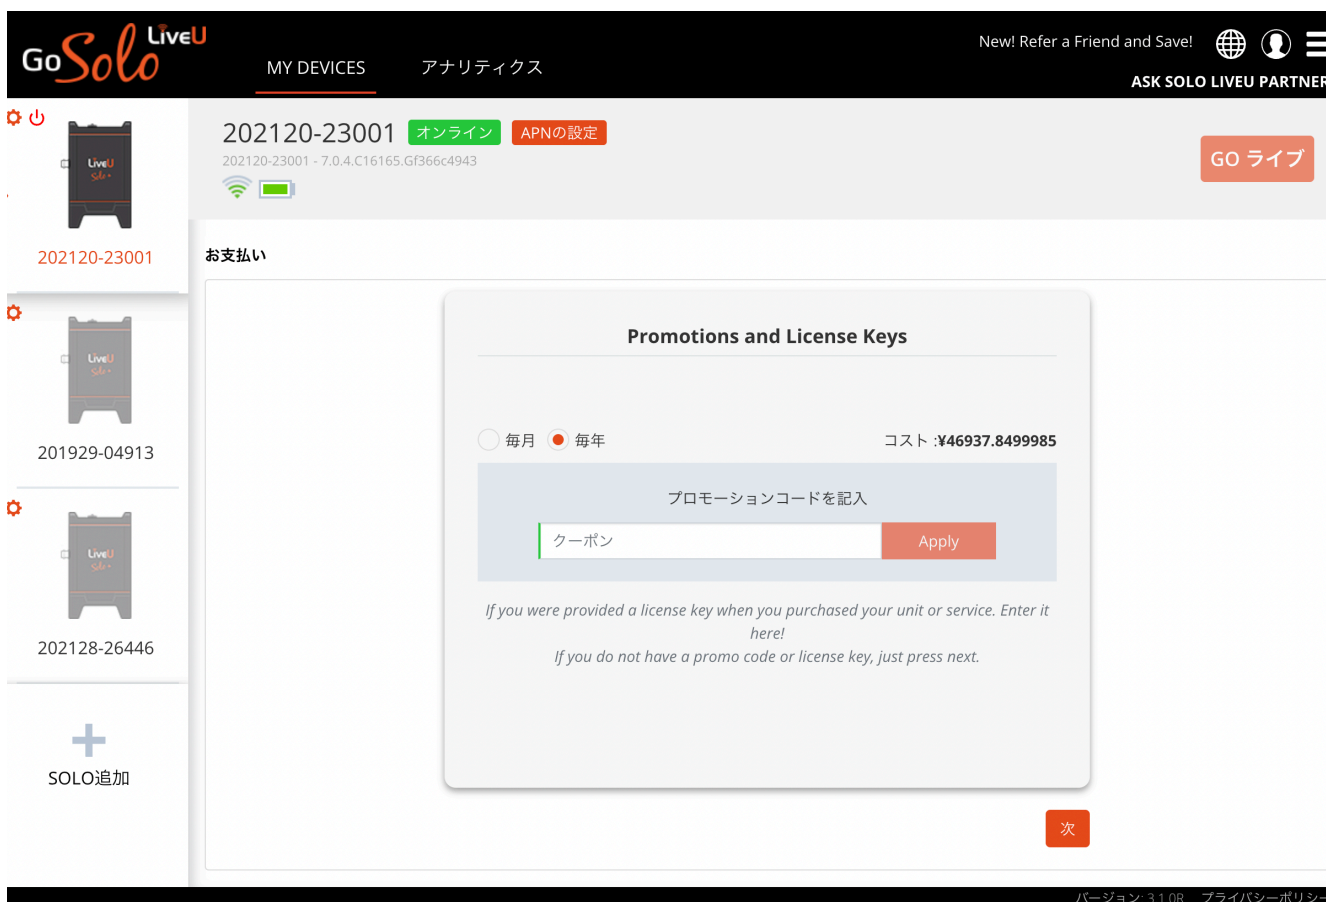 GoSolo LiveU
MY DEVICES
アナリティクス
New! Refer a Friend and Save!
ASK SOLO LIVEU PARTNER
202120-23001
オンライン
APNの設定
202120-23001 - 7.0.4.C16165.Gf366c4943
GO ライブ
LiveU
Solo+
202120-23001
LiveU
Solo+
201929-04913
LiveU
Solo+
202128-26446
SOLO追加
お支払い
Promotions and License Keys
毎月 毎年
コスト :¥46937.8499985
プロモーションコードを記入
クーポン
Apply
If you were provided a license key when you purchased your unit or service. Enter it
here!
If you do not have a promo code or license key, just press next.
次
バージョン: 3.1.0R プライバシーポリシー